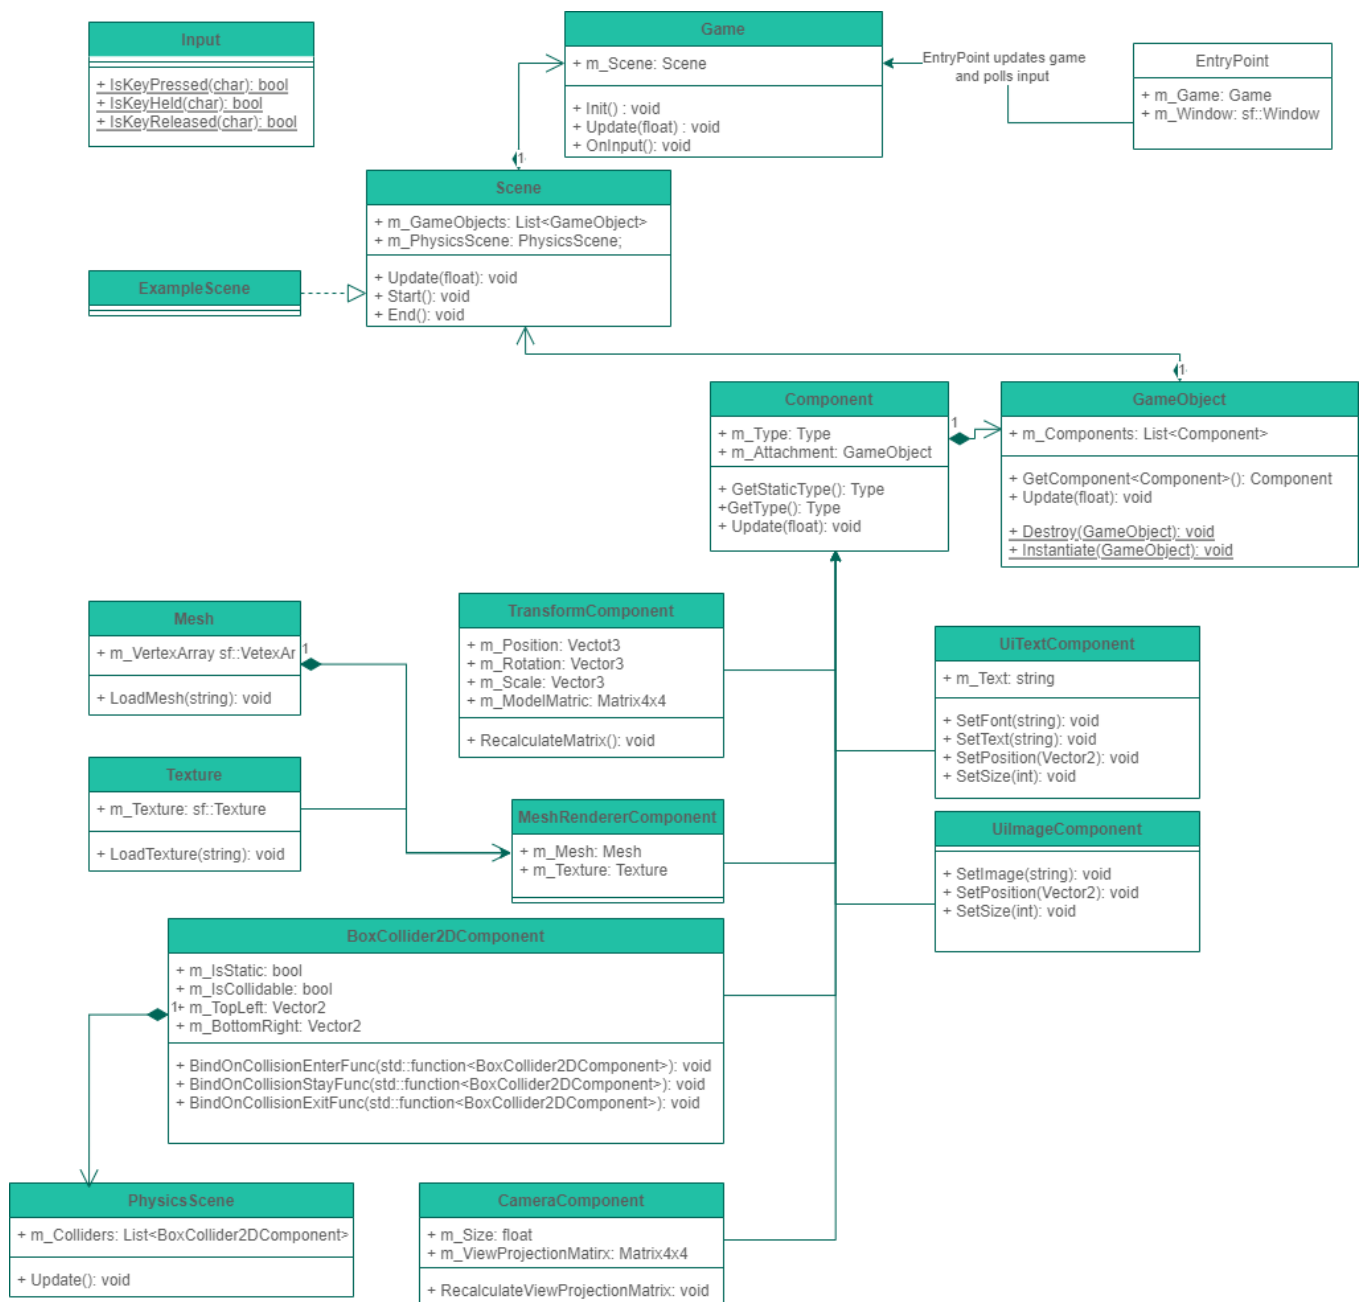 Input
+ IsKeyPressed(char): bool
+ IsKeyHeld(char): bool
+ IsKeyReleased(char): bool
Game
+ m_Scene: Scene
+ Init() : void
+ Update(float) : void
+ OnInput(): void
EntryPoint updates game
and polls input
EntryPoint
+ m_Game: Game
+ m_Window: sf::Window
1
Scene
+ m_GameObjects: List<GameObject>
+ m_PhysicsScene: PhysicsScene;
+ Update(float): void
+ Start(): void
+ End(): void
ExampleScene
1
Component
+ m_Type: Type
+ m_Attachment: GameObject
+ GetStaticType(): Type
+GetType(): Type
+ Update(float): void
1
GameObject
+ m_Components: List<Component>
+ GetComponent<Component>(): Component
+ Update(float): void
+ Destroy(GameObject): void
+ Instantiate(GameObject): void
Mesh
+ m_VertexArray sf::VetexAr
1
+ LoadMesh(string): void
TransformComponent
+ m_Position: Vectot3
+ m_Rotation: Vector3
+ m_Scale: Vector3
+ m_ModelMatric: Matrix4x4
+ RecalculateMatrix(): void
UiTextComponent
+ m_Text: string
+ SetFont(string): void
+ SetText(string): void
+ SetPosition(Vector2): void
+ SetSize(int): void
Texture
+ m_Texture: sf::Texture
+ LoadTexture(string): void
MeshRendererComponent
+ m_Mesh: Mesh
+ m_Texture: Texture
UiImageComponent
+ SetImage(string): void
+ SetPosition(Vector2): void
+ SetSize(int): void
BoxCollider2DComponent
+ m_IsStatic: bool
+ m_IsCollidable: bool
1
+ m_TopLeft: Vector2
+ m_BottomRight: Vector2
+ BindOnCollisionEnterFunc(std::function<BoxCollider2DComponent>): void
+ BindOnCollisionStayFunc(std::function<BoxCollider2DComponent>): void
+ BindOnCollisionExitFunc(std::function<BoxCollider2DComponent>): void
PhysicsScene
+ m_Colliders: List<BoxCollider2DComponent>
+ Update(): void
CameraComponent
+ m_Size: float
+ m_ViewProjectionMatirx: Matrix4x4
+ RecalculateViewProjectionMatrix: void